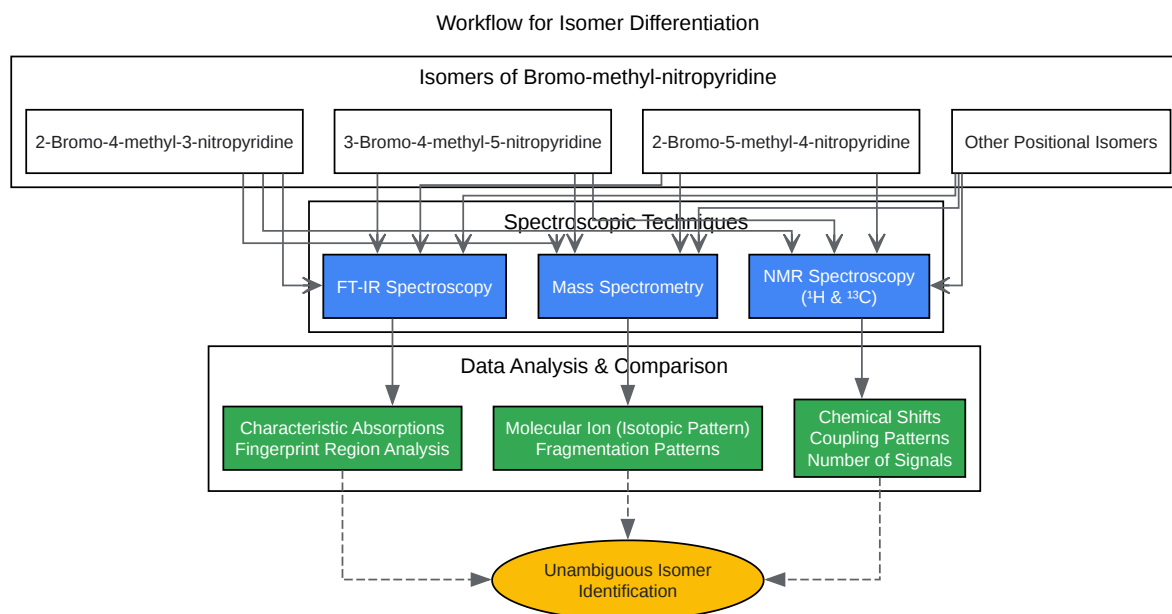 Workflow for Isomer Differentiation
Isomers of Bromo-methyl-nitropyridine
2-Bromo-4-methyl-3-nitropyridine
3-Bromo-4-methyl-5-nitropyridine
2-Bromo-5-methyl-4-nitropyridine
Other Positional Isomers
Spectroscopic Techniques
FT-IR Spectroscopy
Mass Spectrometry
NMR Spectroscopy
(¹H & ¹³C)
Data Analysis & Comparison
Characteristic Absorptions
Fingerprint Region Analysis
Molecular Ion (Isotopic Pattern)
Fragmentation Patterns
Chemical Shifts
Coupling Patterns
Number of Signals
Unambiguous Isomer
Identification